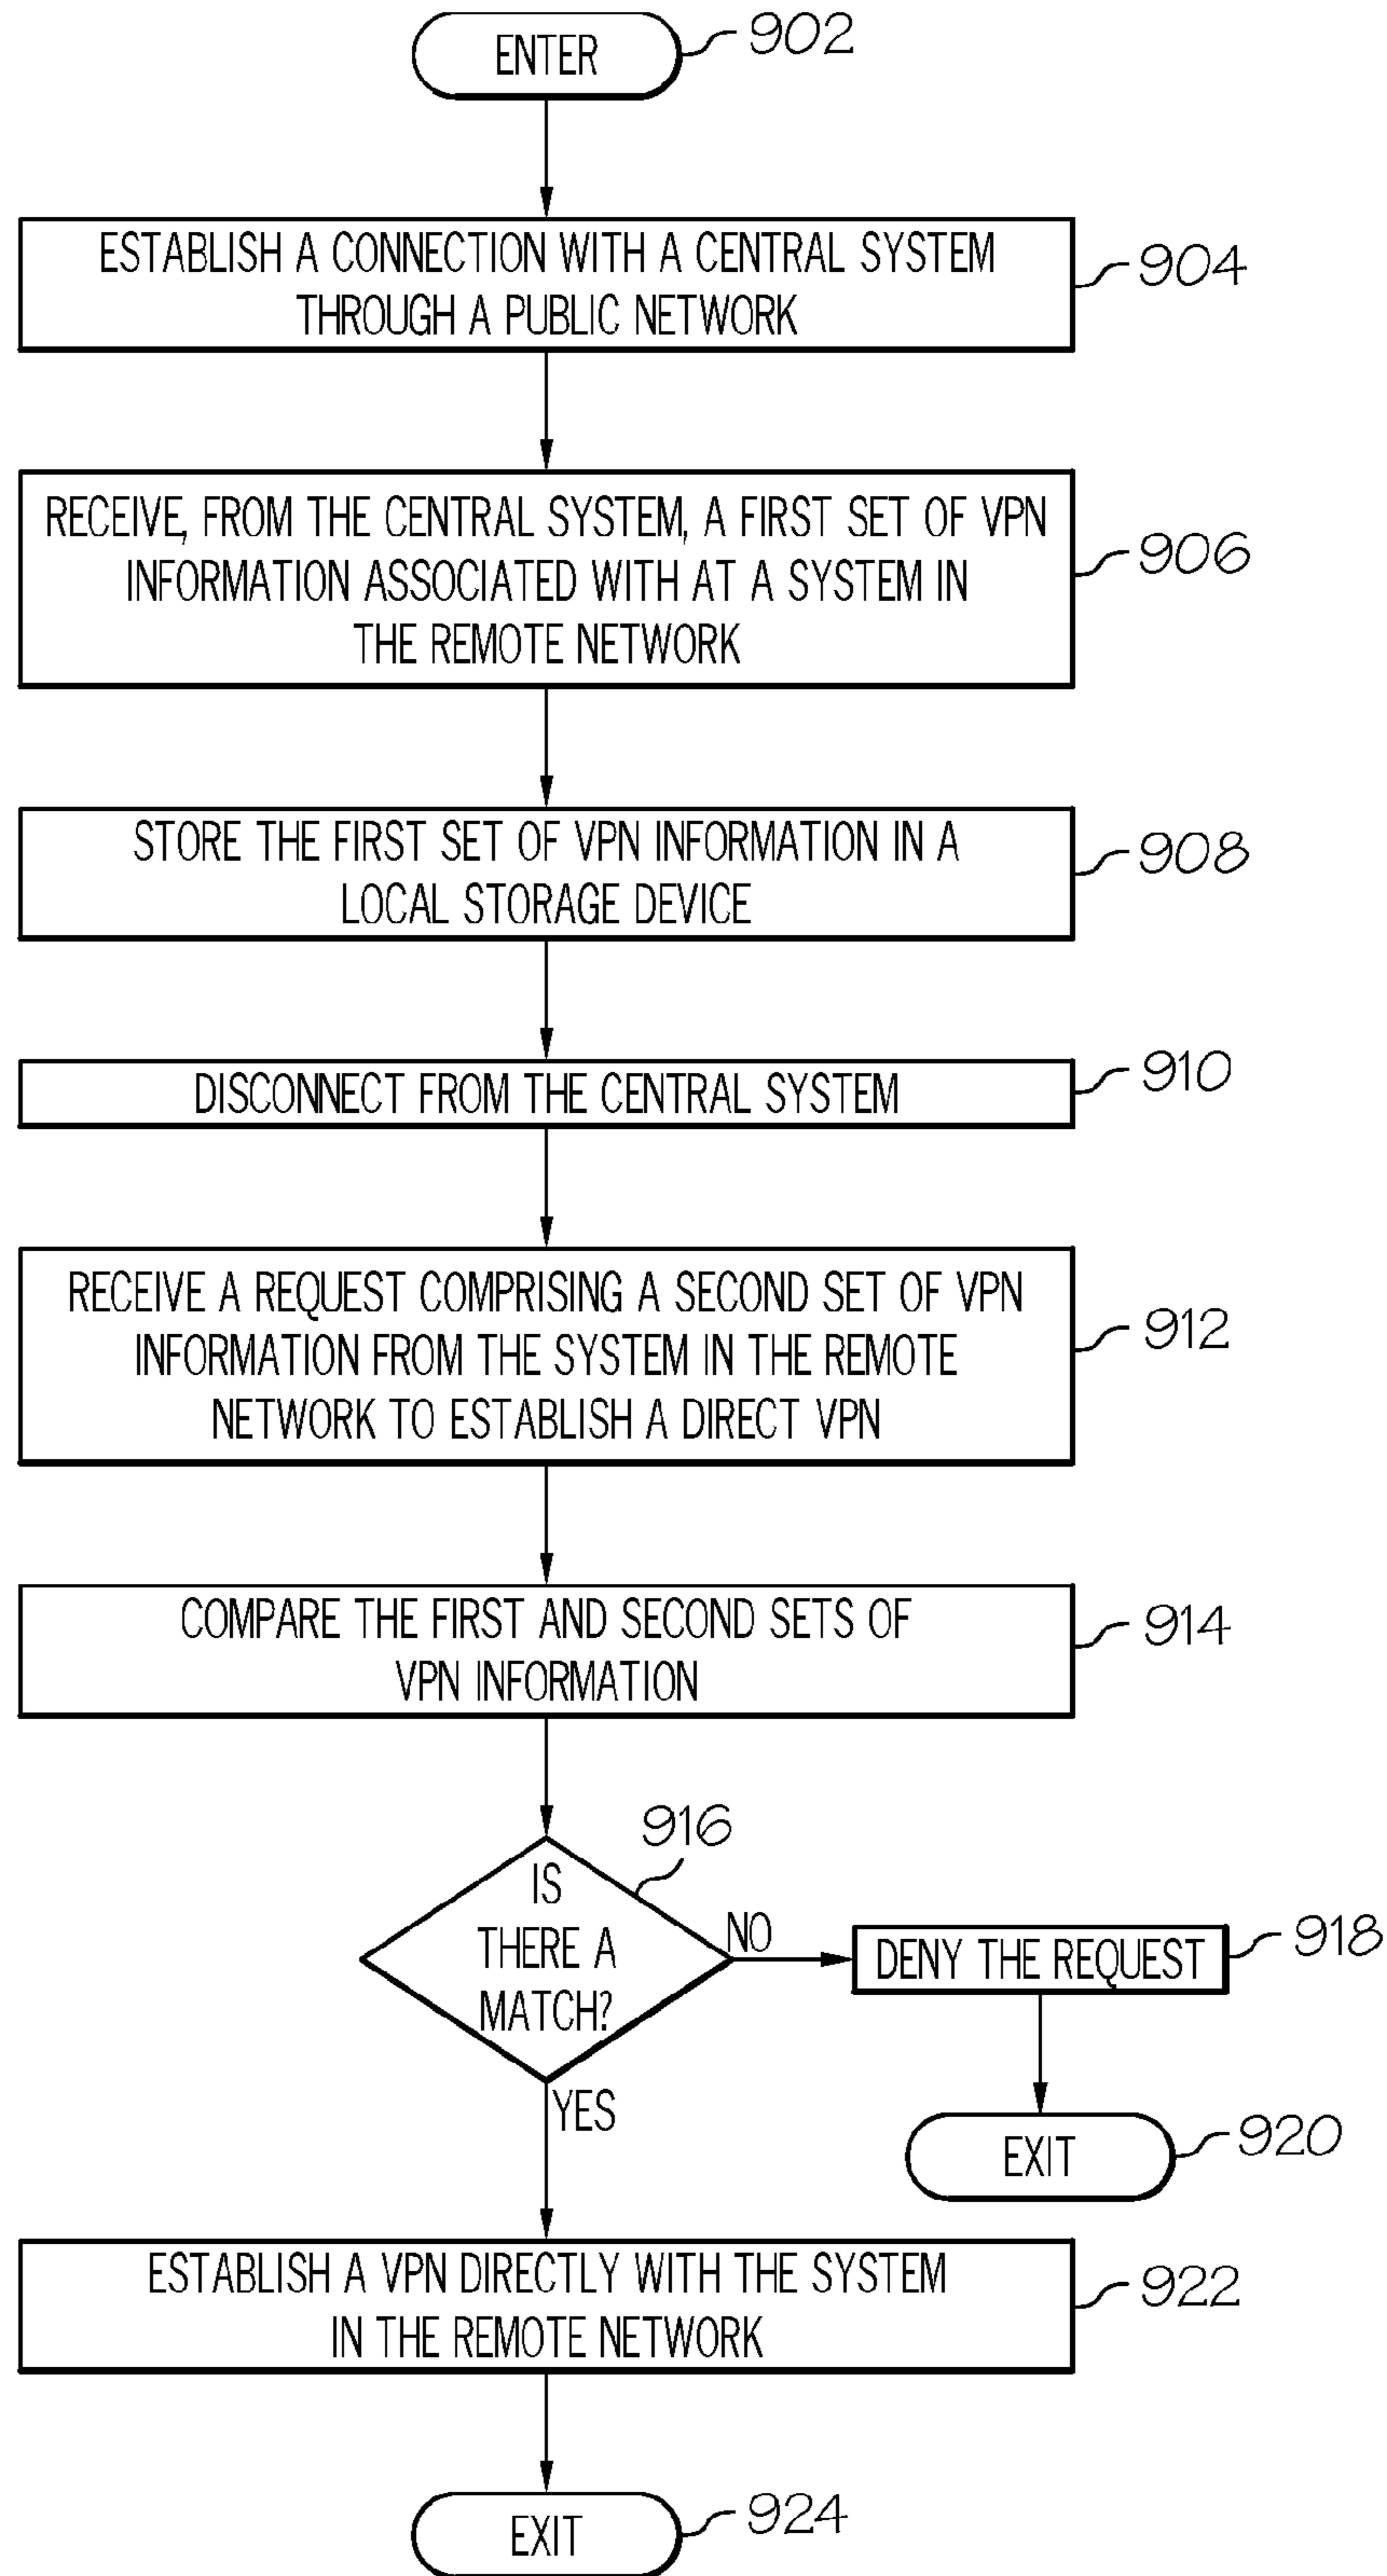 ENTER
902
ESTABLISH A CONNECTION WITH A CENTRAL SYSTEM
THROUGH A PUBLIC NETWORK
904
RECEIVE, FROM THE CENTRAL SYSTEM, A FIRST SET OF VPN
INFORMATION ASSOCIATED WITH AT A SYSTEM IN
THE REMOTE NETWORK
906
STORE THE FIRST SET OF VPN INFORMATION IN A
LOCAL STORAGE DEVICE
908
DISCONNECT FROM THE CENTRAL SYSTEM
910
RECEIVE A REQUEST COMPRISING A SECOND SET OF VPN
INFORMATION FROM THE SYSTEM IN THE REMOTE
NETWORK TO ESTABLISH A DIRECT VPN
912
COMPARE THE FIRST AND SECOND SETS OF
VPN INFORMATION
914
916
IS
THERE A
MATCH?
NO
DENY THE REQUEST
918
YES
EXIT
920
ESTABLISH A VPN DIRECTLY WITH THE SYSTEM
IN THE REMOTE NETWORK
922
EXIT
924